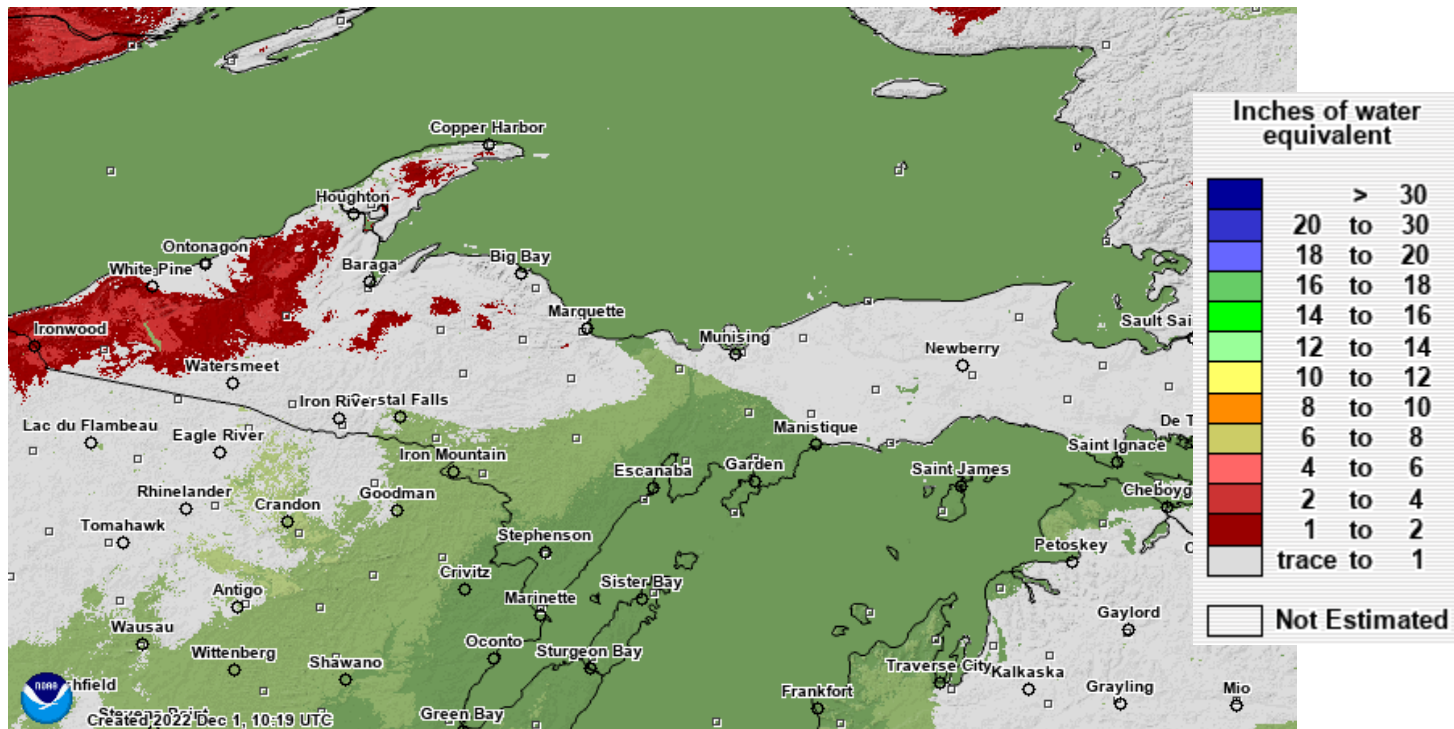 Copper Harbor
Houghton
Ontonagon
White Pine
Baraga
Big Bay
Ironwood
Marquette
Munising
Sault Sai
Newberry
Watersmeet
Iron River
stal Falls
Lac du Flambeau
Eagle River
Manistique
De T
Saint Ignace
Iron Mountain
Escanaba
Garden
Saint James
Rhinelander
Crandon
Goodman
Cheboyg
Tomahawk
Stephenson
Petoskey
Crivitz
Sister Bay
Antigo
Marinette
Gaylord
Wausau
Wittenberg
Shawano
Oconto
Sturgeon Bay
Traverse City
Kalkaska
hfield
Frankfort
Grayling
Mio
Stevens Point
Green Bay
noaa
Created 2022 Dec 1, 10:19 UTC
Inches of water
equivalent
> 30
20 to 30
18 to 20
16 to 18
14 to 16
12 to 14
10 to 12
8 to 10
6 to 8
4 to 6
2 to 4
1 to 2
trace to 1
Not Estimated